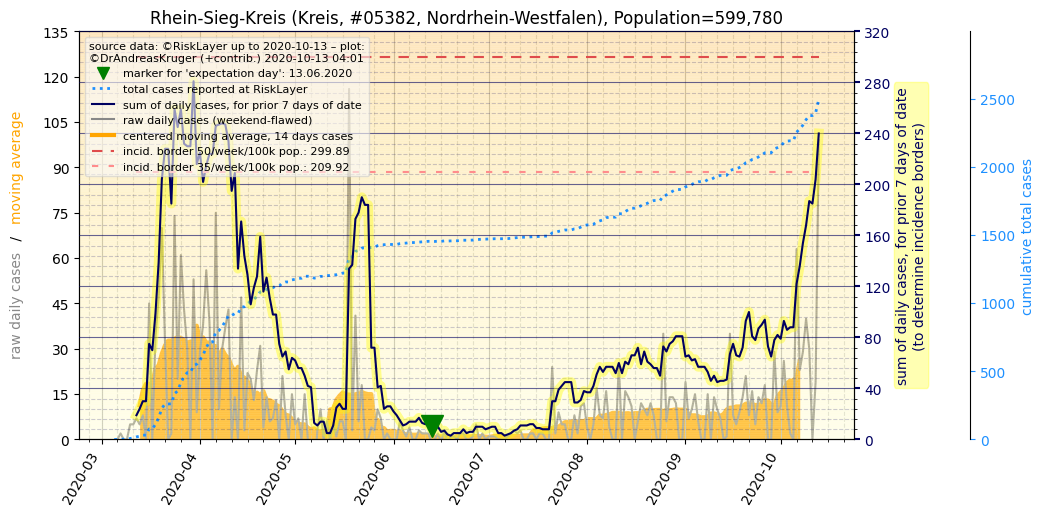 Rhein-Sieg-Kreis (Kreis, #05382, Nordrhein-Westfalen), Population=599,780
source data: ©RiskLayer up to 2020-10-13 – plot:
©DrAndreasKruger (+contrib.) 2020-10-13 04:01
marker for 'expectation day': 13.06.2020
total cases reported at RiskLayer
sum of daily cases, for prior 7 days of date
raw daily cases (weekend-flawed)
centered moving average, 14 days cases
incid. border 50/week/100k pop.: 299.89
incid. border 35/week/100k pop.: 209.92
raw daily cases / moving average
135
120
105
90
75
60
45
30
15
0
2020-03
2020-04
2020-05
2020-06
2020-07
2020-08
2020-09
2020-10
320
280
240
200
160
120
80
40
0
sum of daily cases, for prior 7 days of date
(to determine incidence borders)
2500
2000
1500
1000
500
0
cumulative total cases